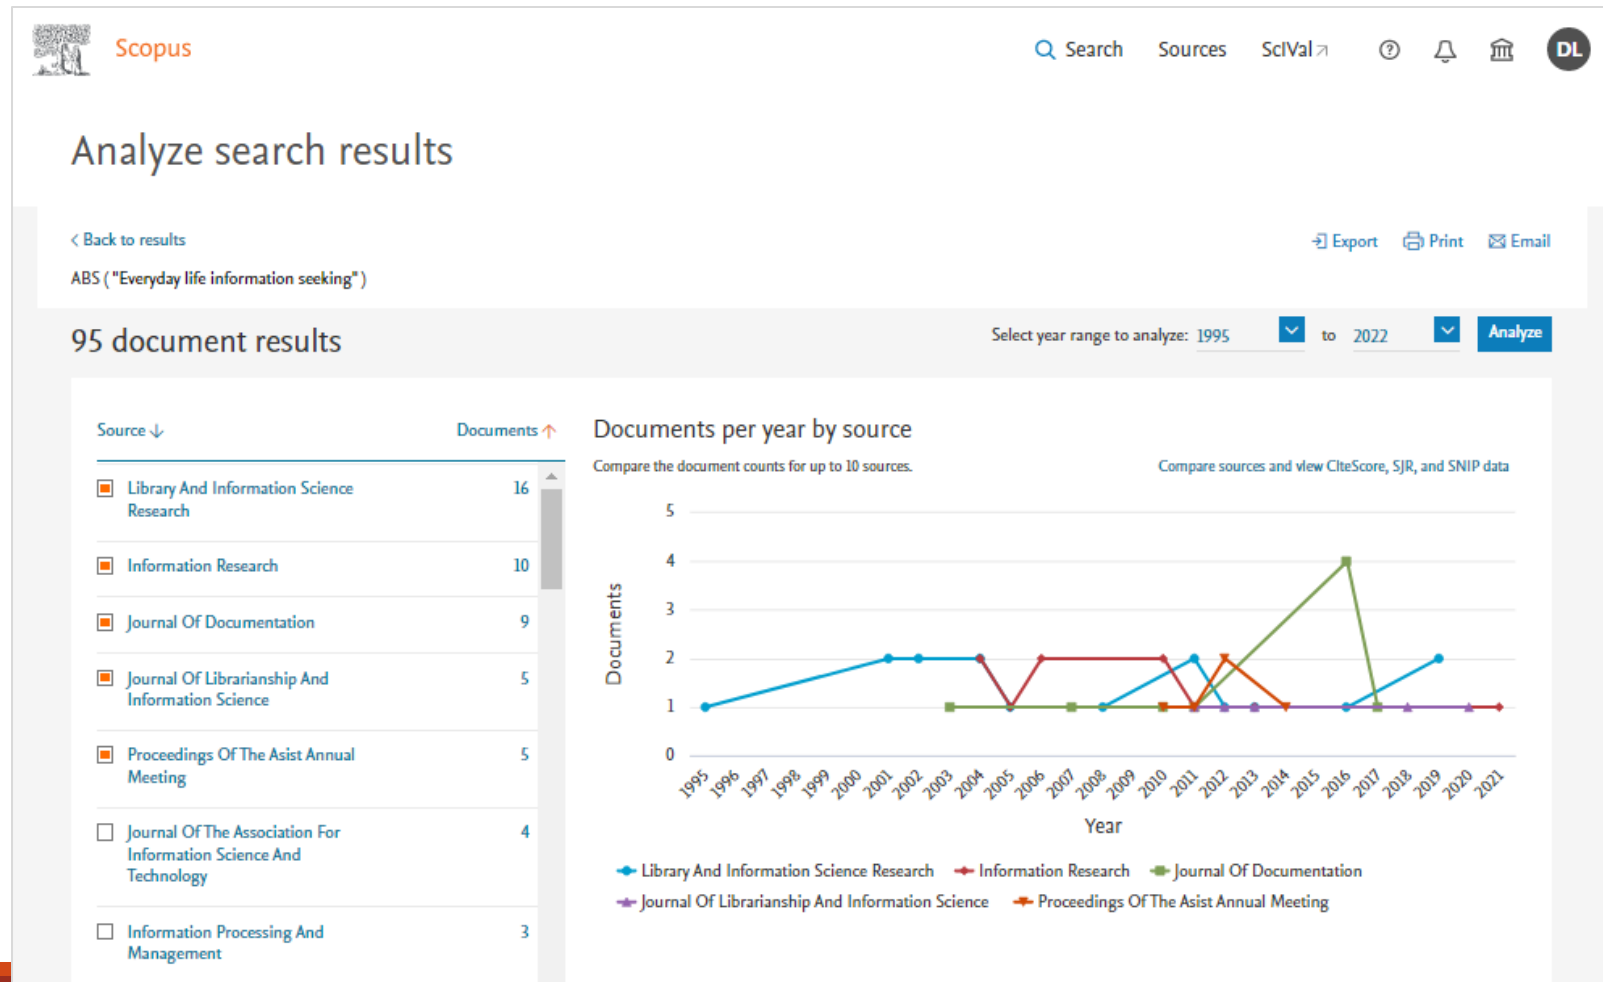 Scopus
Search Sources SciVal
DL
Analyze search results
Back to results
Export Print Email
ABS ( "Everyday life information seeking" )
95 document results
Select year range to analyze: 1995 to 2022 Analyze
Source Documents
Library And Information Science
Research
16
Information Research 10
Journal Of Documentation 9
Journal Of Librarianship And
Information Science
5
Proceedings Of The Asist Annual
Meeting
5
Journal Of The Association For
Information Science And
Technology
4
Information Processing And
Management
3
Documents per year by source
Compare the document counts for up to 10 sources.
Compare sources and view CiteScore, SJR, and SNIP data
Documents
5
4
3
2
1
0
1995 1996 1997 1998 1999 2000 2001 2002 2003 2004 2005 2006 2007 2008 2009 2010 2011 2012 2013 2014 2015 2016 2017 2018 2019 2020 2021
Year
Library And Information Science Research Information Research Journal Of Documentation
Journal Of Librarianship And Information Science Proceedings Of The Asist Annual Meeting